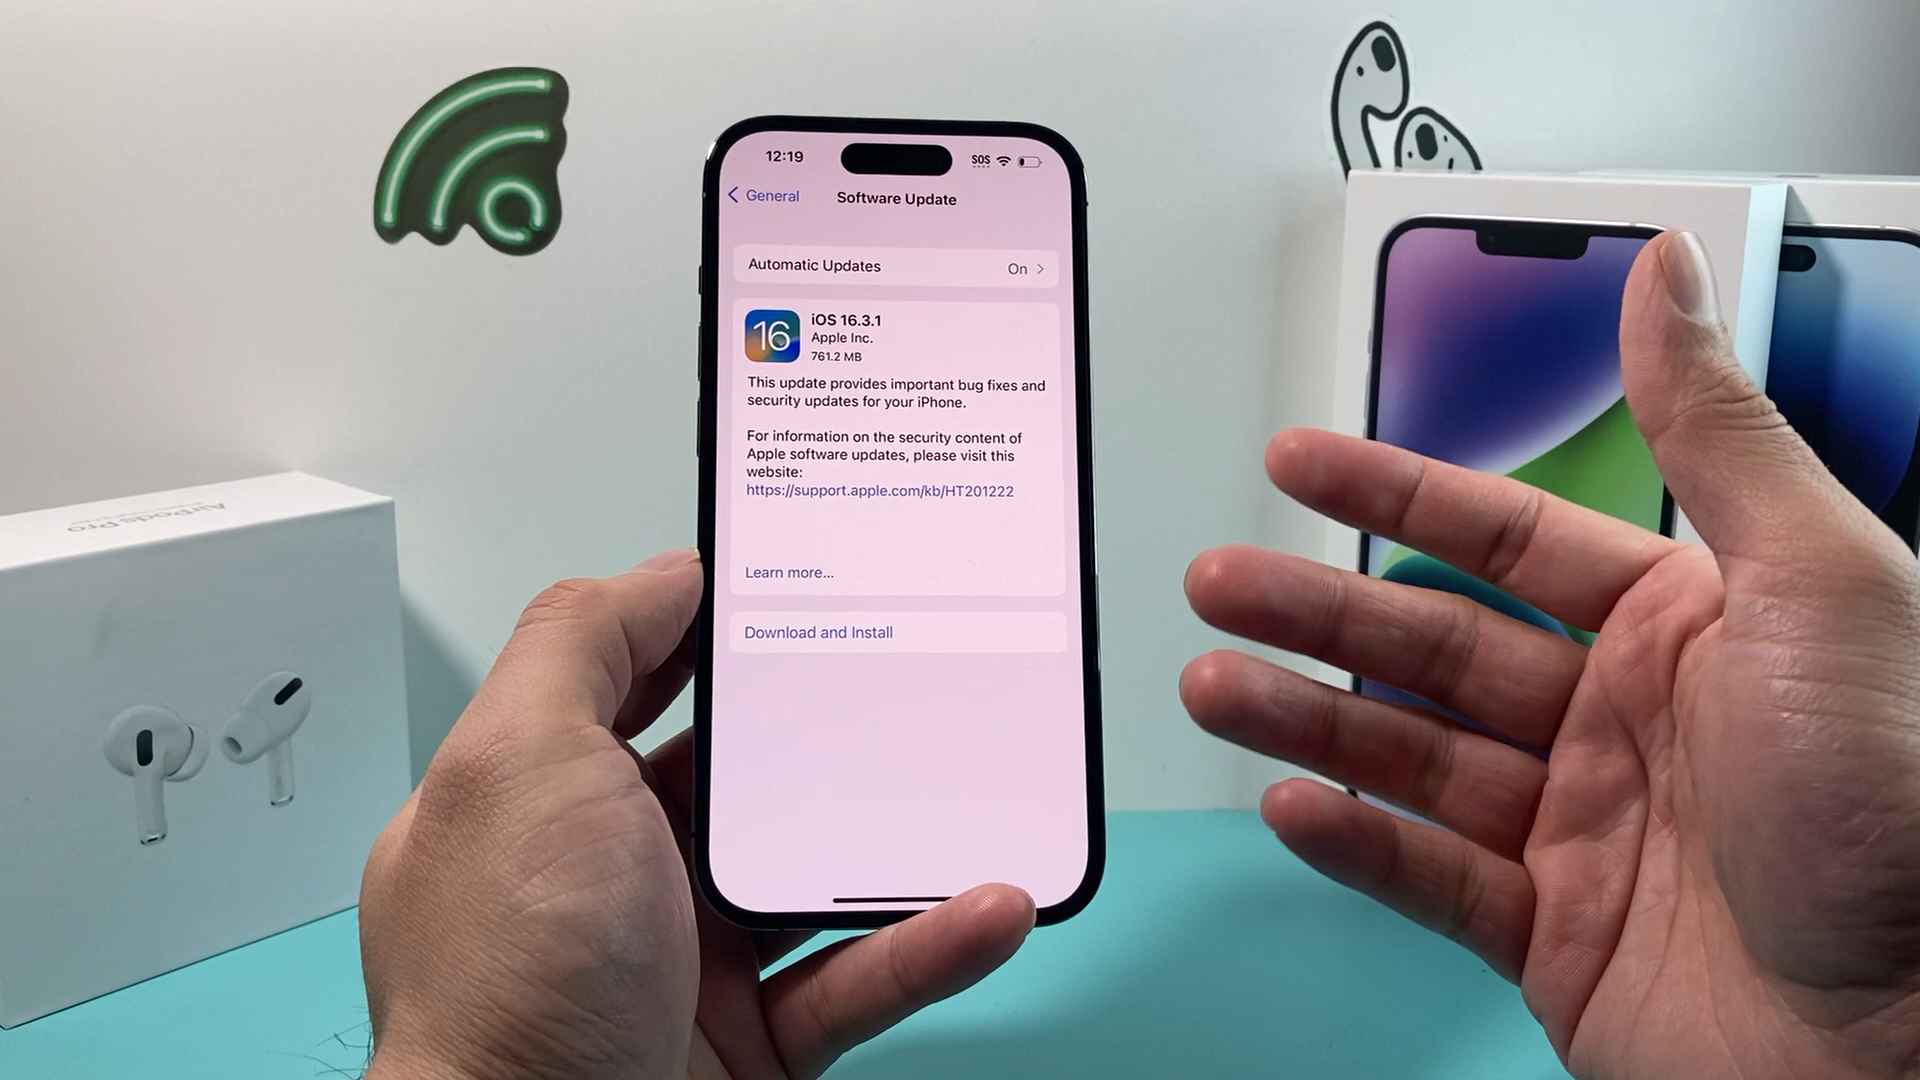 12:19
SOS
General
Software Update
Automatic Updates
On
16
iOS 16.3.1
Apple Inc.
761.2 MB
This update provides important bug fixes and
security updates for your iPhone.
For information on the security content of
Apple software updates, please visit this
website:
https://support.apple.com/kb/HT201222
Learn more...
Download and Install
AirPods Pro